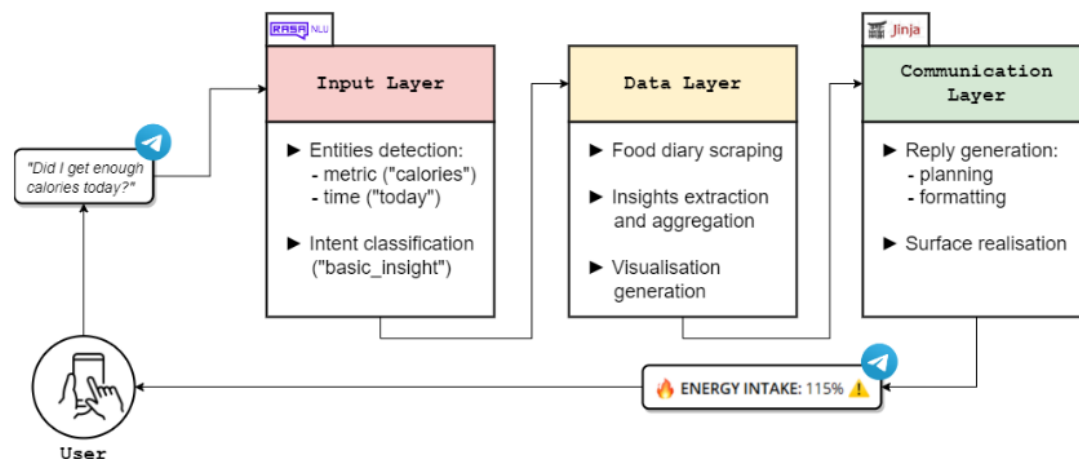 RASA NLU
Input Layer
► Entities detection:
- metric ("calories")
- time ("today")
► Intent classification
("basic_insight")
Data Layer
► Food diary scraping
► Insights extraction
and aggregation
► Visualisation
generation
Jinja
Communication
Layer
► Reply generation:
- planning
- formatting
► Surface realisation
"Did I get enough
calories today?"
🔥 ENERGY INTAKE: 115% ⚠️
User